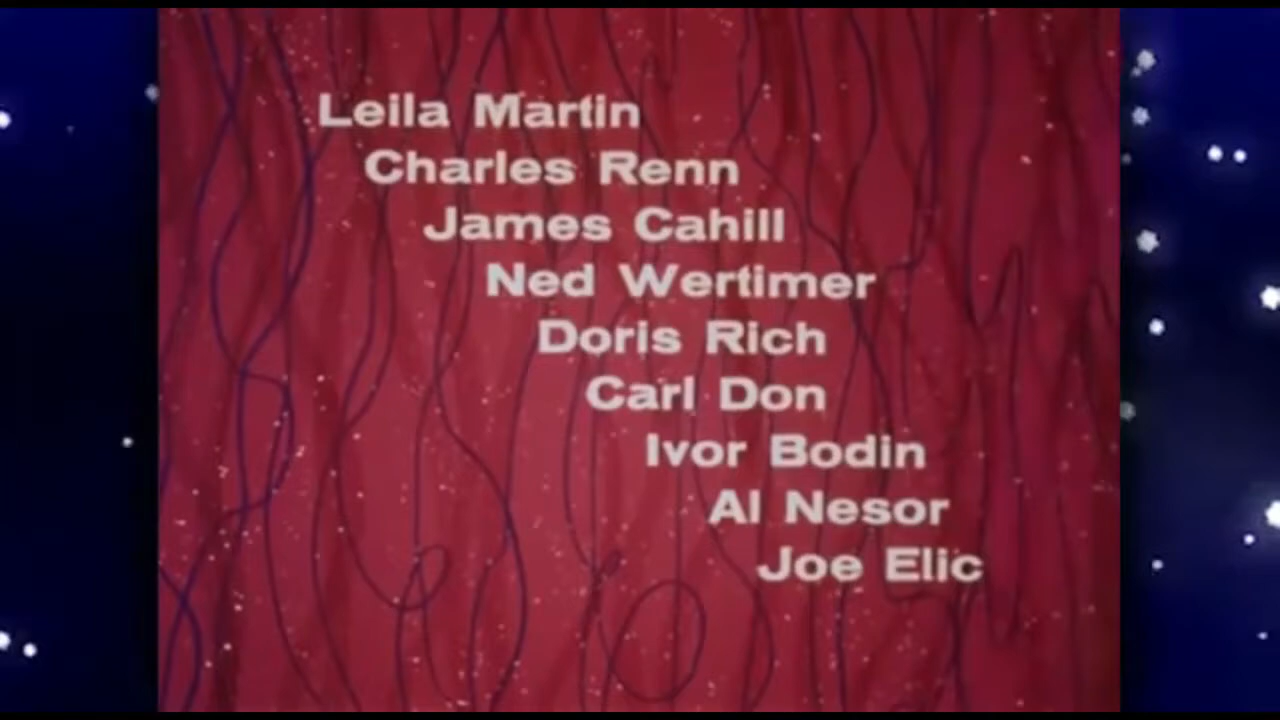 Leila Martin
Charles Renn
James Cahill
Ned Wertimer
Doris Rich
Carl Don
Ivor Bodin
Al Nesor
Joe Elic